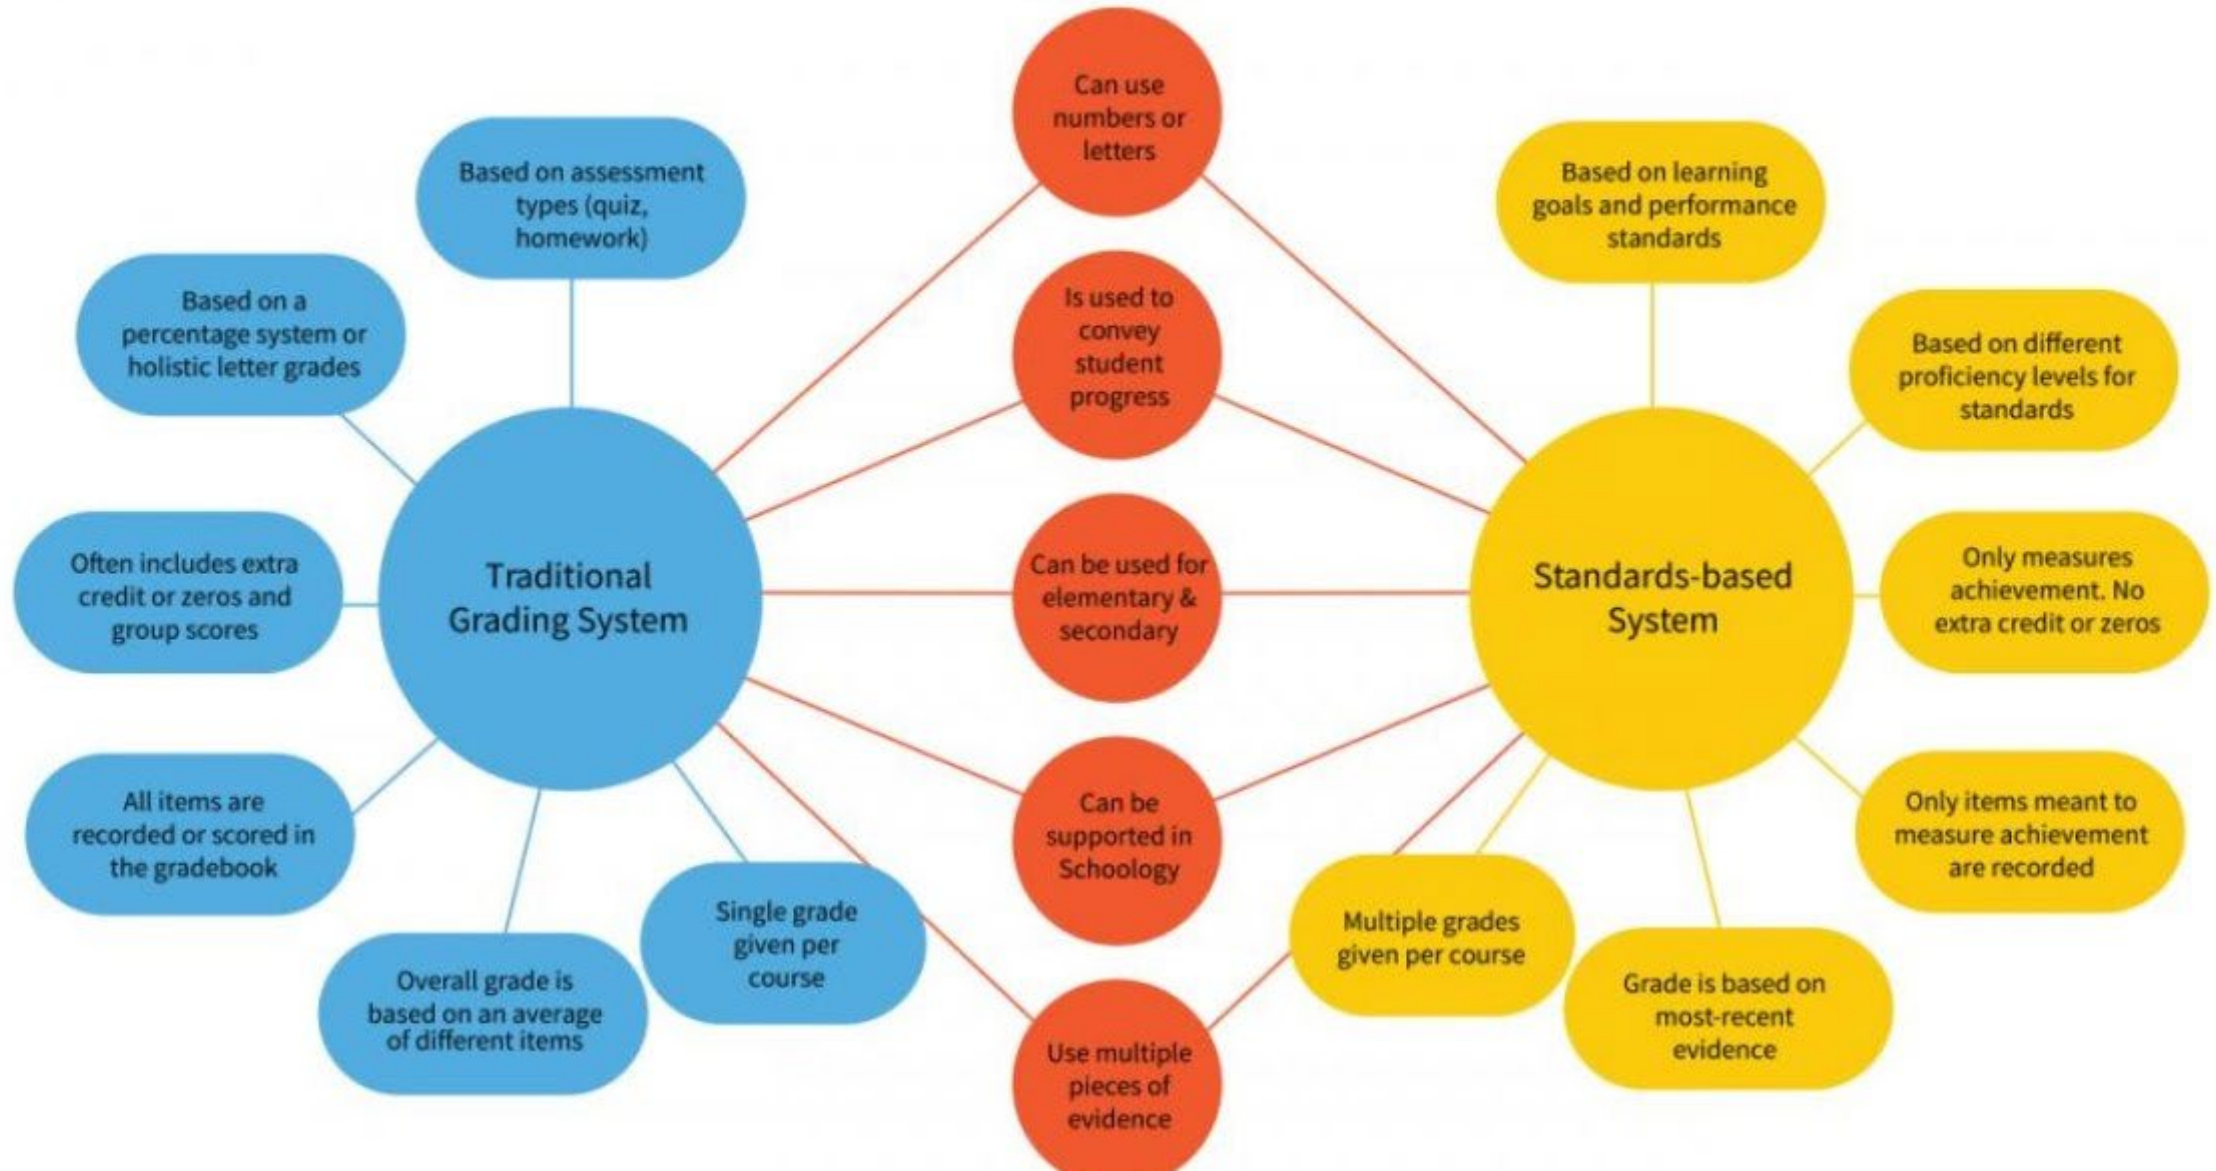 Can use
numbers or
letters
Based on assessment
types (quiz,
homework)
Based on learning
goals and performance
standards
Based on a
percentage system or
holistic letter grades
Is used to
convey
student
progress
Based on different
proficiency levels for
standards
Often includes extra
credit or zeros and
group scores
Traditional
Grading System
Can be used for
elementary &
secondary
Standards-based
System
Only measures
achievement. No
extra credit or zeros
All items are
recorded or scored in
the gradebook
Can be
supported in
Schoology
Only items meant to
measure achievement
are recorded
Overall grade is
based on an average
of different items
Single grade
given per
course
Multiple grades
given per course
Grade is based on
most-recent
evidence
Use multiple
pieces of
evidence